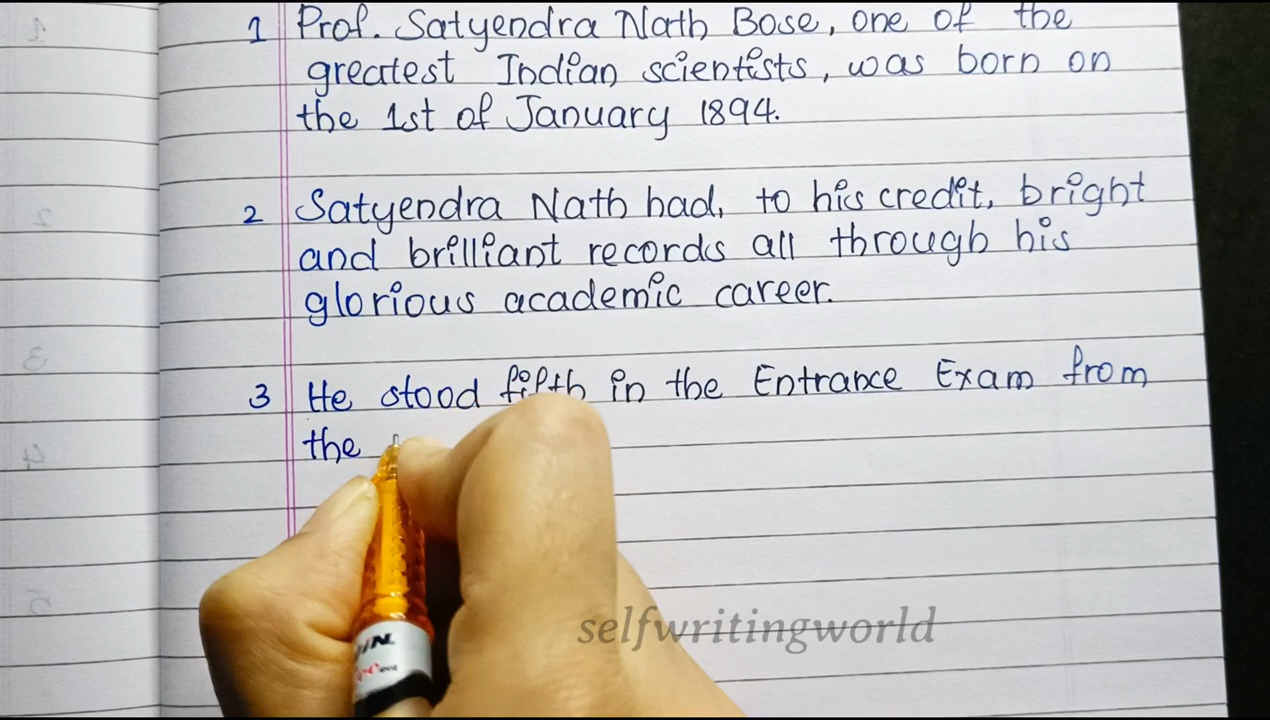 1 Prof. Satyendra Nath Bose, one of the
greatest Indian scientists, was born on
the 1st of January 1894.
2 Satyendra Nath had, to his credit, bright
and brilliant records all through his
glorious academic career.
3 He stood fifth in the Entrance Exam from
the
selfwritingworld